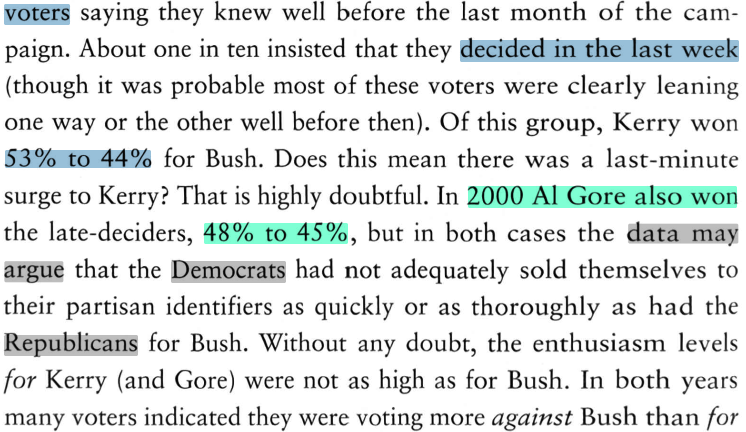 voters saying they knew well before the last month of the cam-
paign. About one in ten insisted that they decided in the last week
(though it was probable most of these voters were clearly leaning
one way or the other well before then). Of this group, Kerry won
53% to 44% for Bush. Does this mean there was a last-minute
surge to Kerry? That is highly doubtful. In 2000 Al Gore also won
the late-deciders, 48% to 45%, but in both cases the data may
argue that the Democrats had not adequately sold themselves to
their partisan identifiers as quickly or as thoroughly as had the
Republicans for Bush. Without any doubt, the enthusiasm levels
for Kerry (and Gore) were not as high as for Bush. In both years
many voters indicated they were voting more against Bush than for